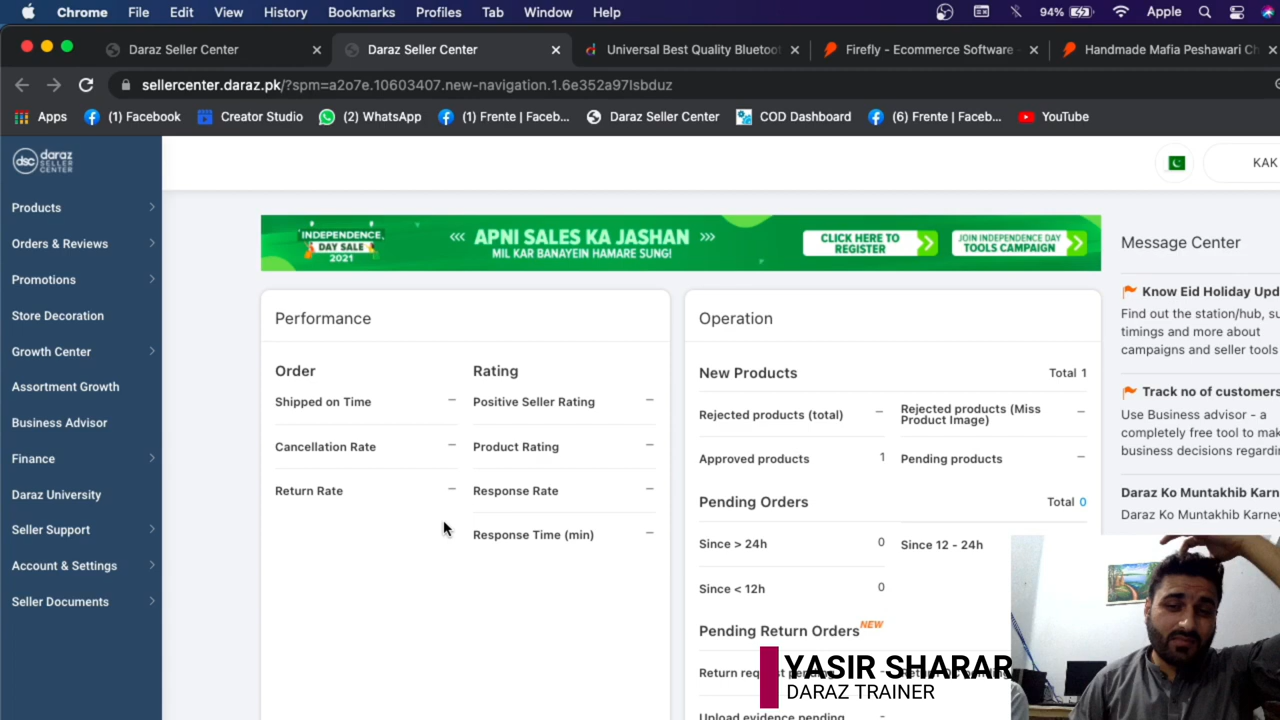 Chrome File Edit View History Bookmarks Profiles Tab Window Help 94% Apple
Daraz Seller Center Daraz Seller Center Universal Best Quality Bluetoo Firefly - Ecommerce Software - Handmade Mafia Peshawari Ch
sellercenter.daraz.pk/?spm=a2o7e.10603407.new-navigation.1.6e352a97lsbduz
Apps (1) Facebook Creator Studio (2) WhatsApp (1) Frente | Faceb... Daraz Seller Center COD Dashboard (6) Frente | Faceb... YouTube
dsc daraz
SELLER
CENTER
KAK
Products
Orders & Reviews
Promotions
Store Decoration
Growth Center
Assortment Growth
Business Advisor
Finance
Daraz University
Seller Support
Account & Settings
Seller Documents
INDEPENDENCE
DAY SALE
2021
««« APNI SALES KA JASHAN »»»
MIL KAR BANAYEIN HAMARE SUNG!
CLICK HERE TO
REGISTER
JOIN INDEPENDENCE DAY
TOOLS CAMPAIGN
Performance
Order
Shipped on Time –
Cancellation Rate –
Return Rate –
Rating
Positive Seller Rating –
Product Rating –
Response Rate –
Response Time (min) –
Operation
New Products Total 1
Rejected products (total) –
Rejected products (Miss
Product Image) –
Approved products 1
Pending products –
Pending Orders Total 0
Since > 24h 0
Since 12 - 24h
Since < 12h 0
Pending Return Orders NEW
Return request pending -
Upload evidence pending -
Message Center
Know Eid Holiday Upd
Find out the station/hub, su
timings and more about
campaigns and seller tools
Track no of customers
Use Business advisor - a
completely free tool to mak
business decisions regardin
Daraz Ko Muntakhib Karn
Daraz Ko Muntakhib Karney
YASIR SHARAR
DARAZ TRAINER